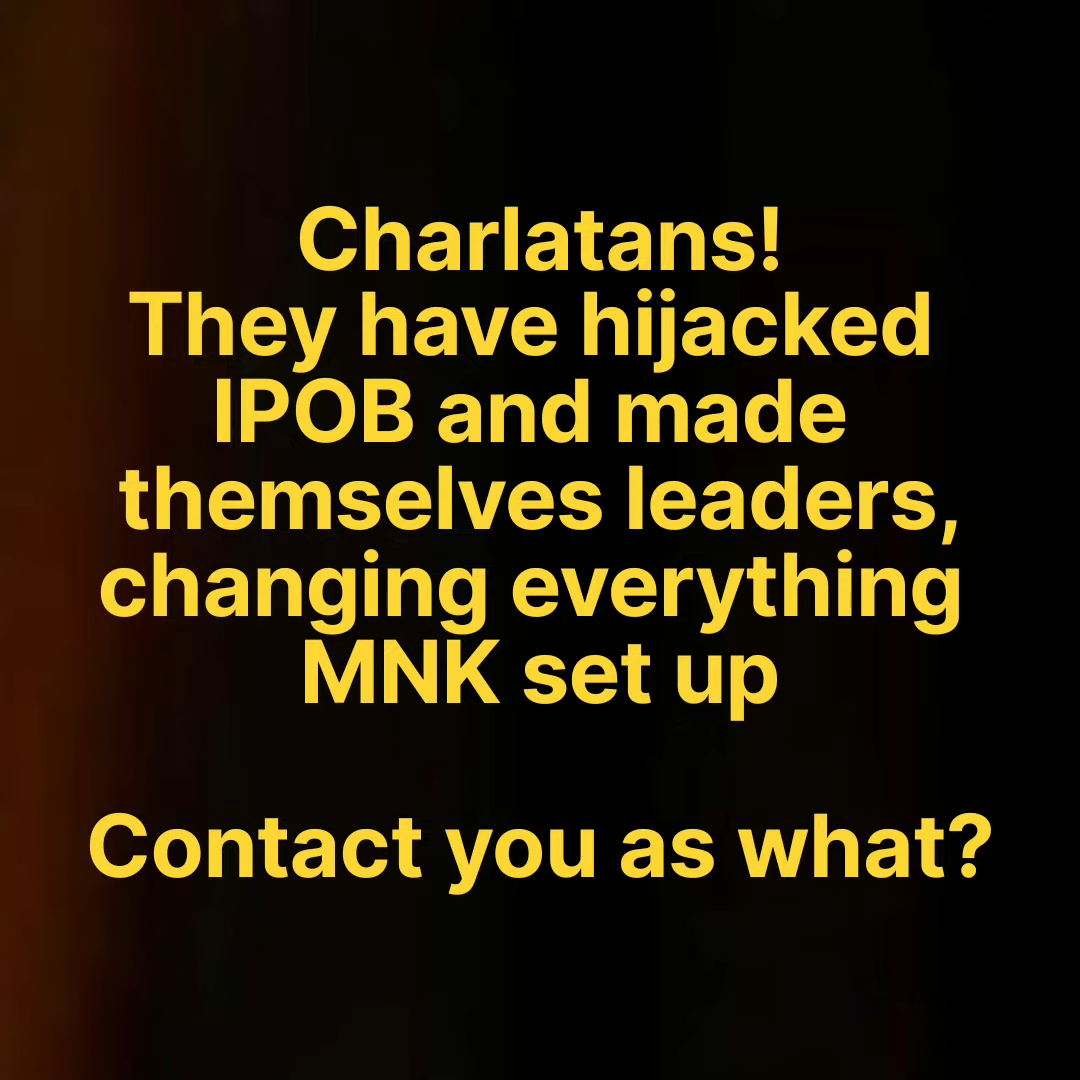 Charlatans!
They have hijacked
IPOB and made
themselves leaders,
changing everything
MNK set up
Contact you as what?